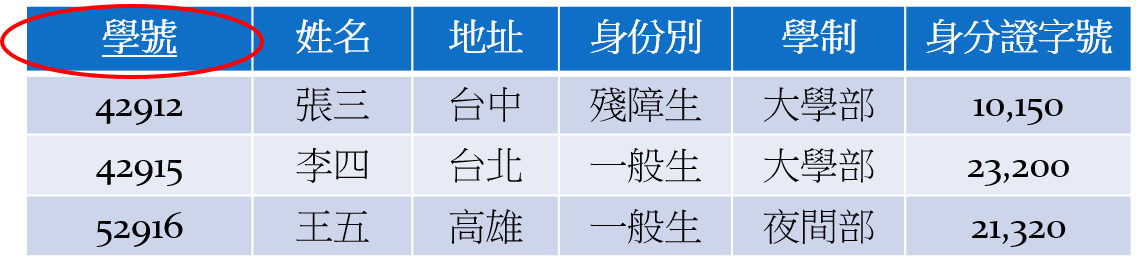 學號 姓名 地址 身份別 學制 身分證字號
42912 張三 台中 殘障生 大學部 10,150
42915 李四 台北 一般生 大學部 23,200
52916 王五 高雄 一般生 夜間部 21,320